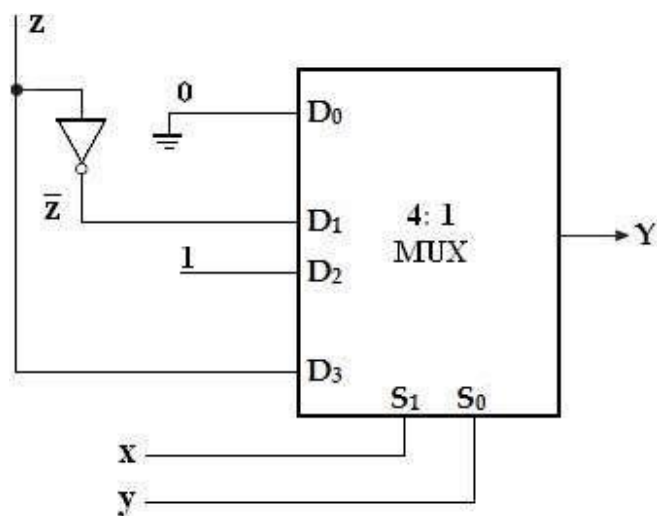 z
0
D₀
z̅
D₁
4: 1
MUX
Y
1
D₂
D₃
S₁ S₀
x
y